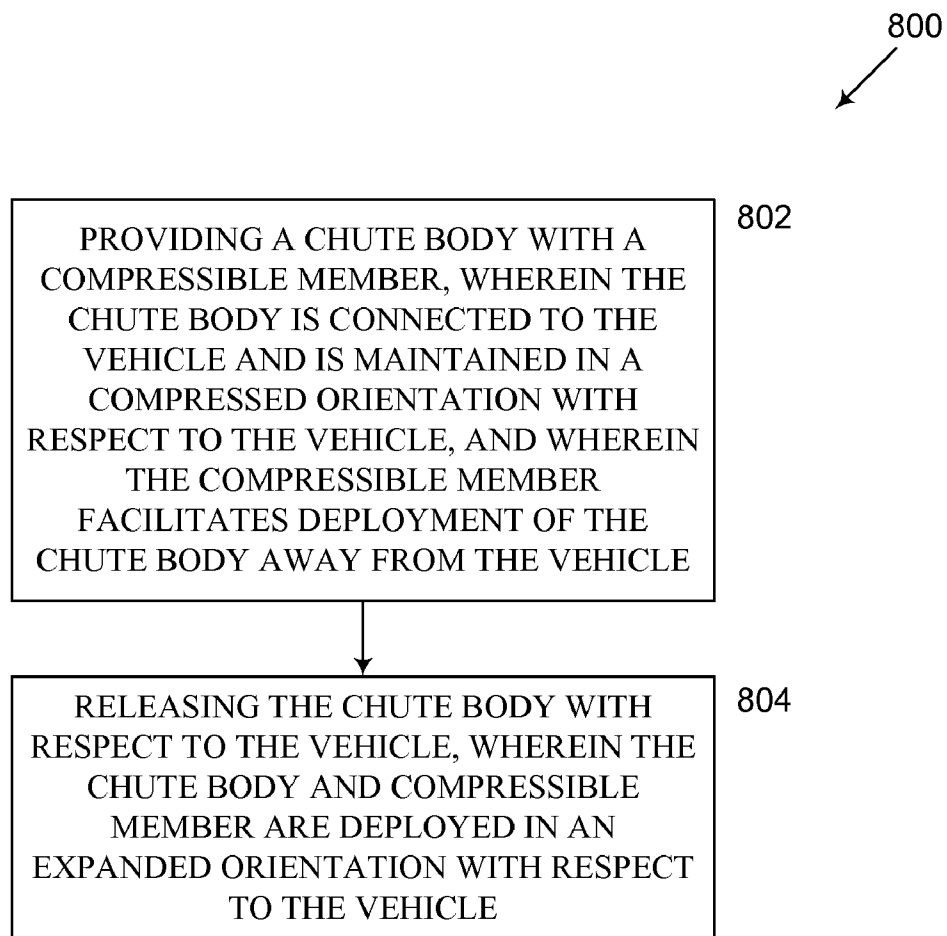 800
802
PROVIDING A CHUTE BODY WITH A
COMPRESSIBLE MEMBER, WHEREIN THE
CHUTE BODY IS CONNECTED TO THE
VEHICLE AND IS MAINTAINED IN A
COMPRESSED ORIENTATION WITH
RESPECT TO THE VEHICLE, AND WHEREIN
THE COMPRESSIBLE MEMBER
FACILITATES DEPLOYMENT OF THE
CHUTE BODY AWAY FROM THE VEHICLE
804
RELEASING THE CHUTE BODY WITH
RESPECT TO THE VEHICLE, WHEREIN THE
CHUTE BODY AND COMPRESSIBLE
MEMBER ARE DEPLOYED IN AN
EXPANDED ORIENTATION WITH RESPECT
TO THE VEHICLE